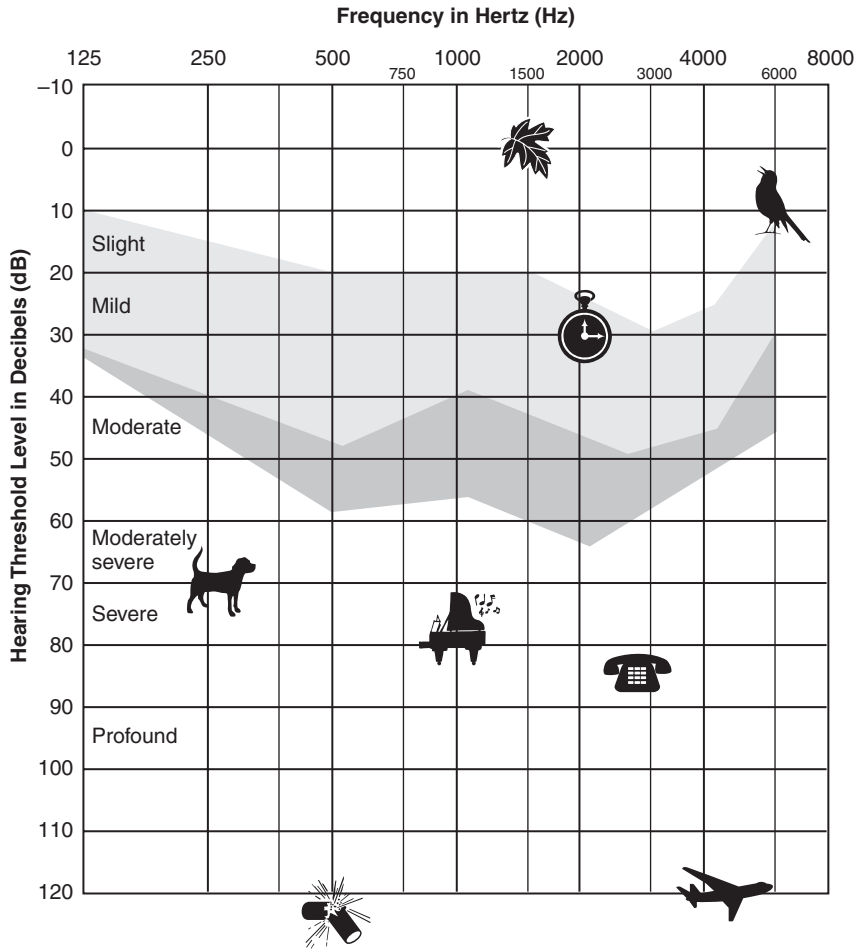 Frequency in Hertz (Hz)
125 250 500 1000 2000 4000 8000
750 1500 3000 6000
Hearing Threshold Level in Decibels (dB)
–10
0
10
Slight
20
Mild
30
40
Moderate
50
60
Moderately
severe
70
Severe
80
90
Profound
100
110
120